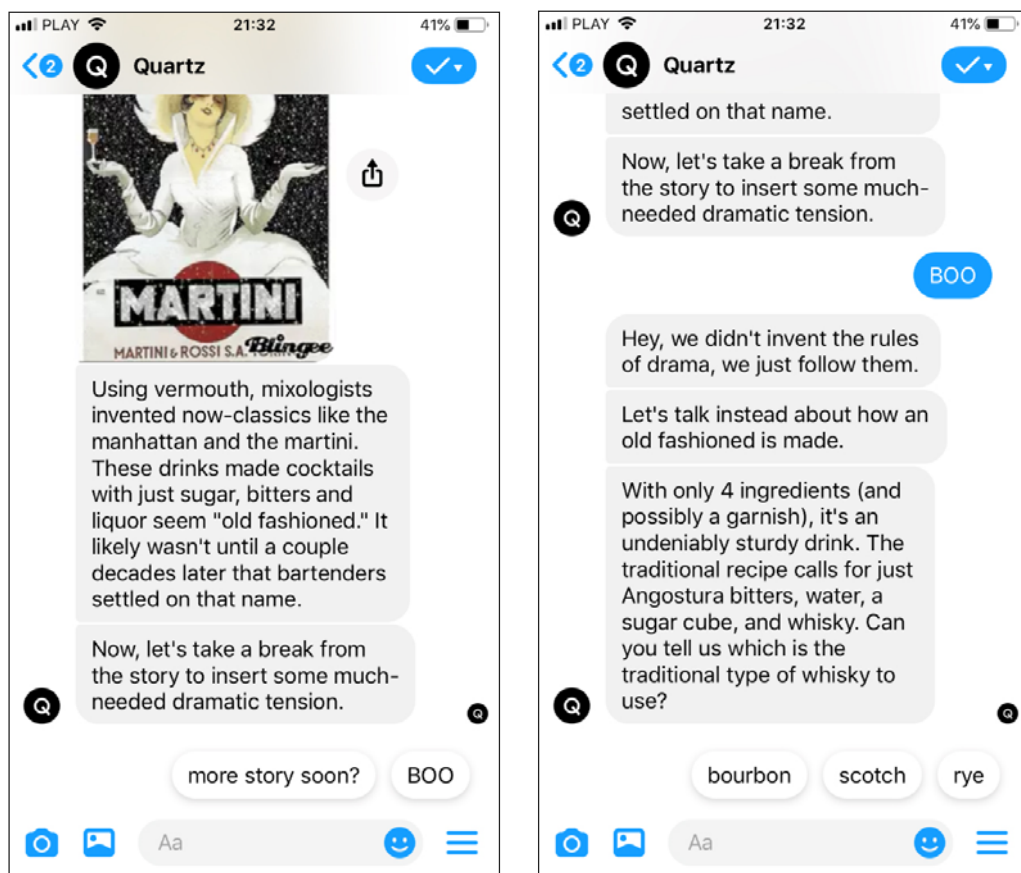 PLAY
21:32
41%
2
Q
Quartz
MARTINI
MARTINI & ROSSI S.A.
Blingee
Using vermouth, mixologists
invented now-classics like the
manhattan and the martini.
These drinks made cocktails
with just sugar, bitters and
liquor seem "old fashioned." It
likely wasn't until a couple
decades later that bartenders
settled on that name.
Now, let's take a break from
the story to insert some much-
needed dramatic tension.
Q
Q
more story soon?
BOO
Aa
PLAY
21:32
41%
2
Q
Quartz
settled on that name.
Now, let's take a break from
the story to insert some much-
needed dramatic tension.
Q
BOO
Hey, we didn't invent the rules
of drama, we just follow them.
Let's talk instead about how an
old fashioned is made.
With only 4 ingredients (and
possibly a garnish), it's an
undeniably sturdy drink. The
traditional recipe calls for just
Angostura bitters, water, a
sugar cube, and whisky. Can
you tell us which is the
traditional type of whisky to
use?
Q
Q
bourbon
scotch
rye
Aa